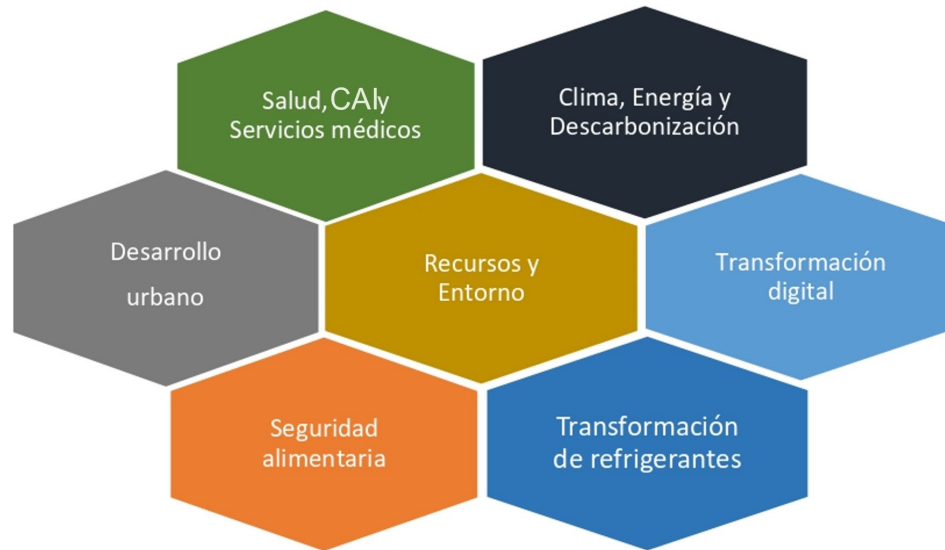 Salud, CAIy
Servicios médicos
Clima, Energía y
Descarbonización
Desarrollo
urbano
Recursos y
Entorno
Transformación
digital
Seguridad
alimentaria
Transformación
de refrigerantes